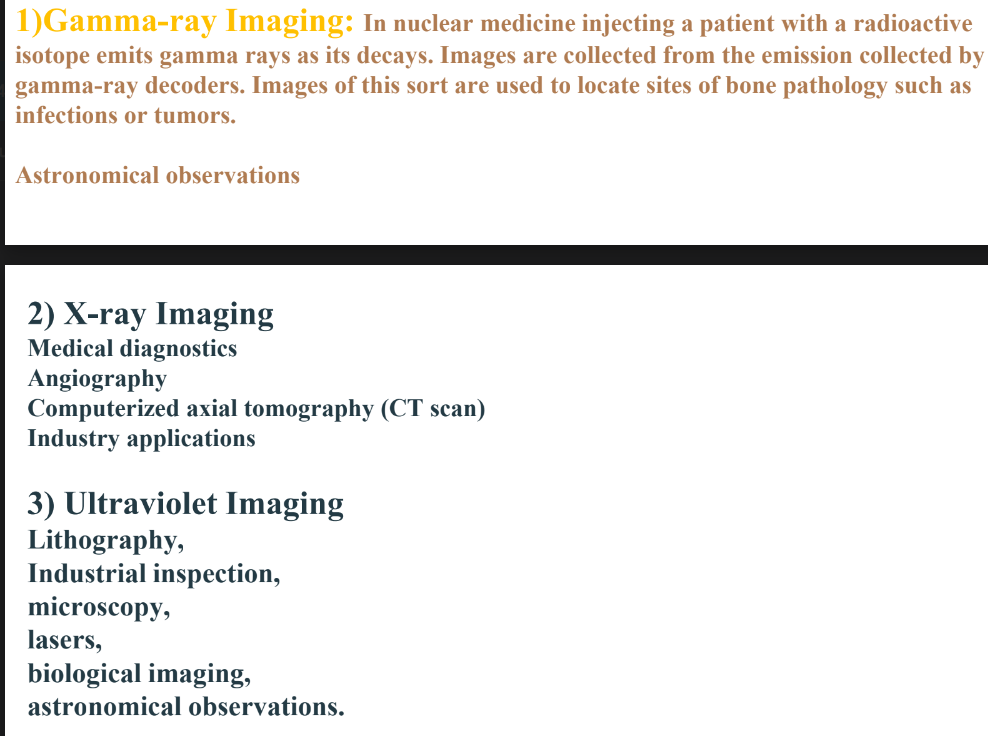 1)Gamma-ray Imaging: In nuclear medicine injecting a patient with a radioactive
isotope emits gamma rays as its decays. Images are collected from the emission collected by
gamma-ray decoders. Images of this sort are used to locate sites of bone pathology such as
infections or tumors.
Astronomical observations
2) X-ray Imaging
Medical diagnostics
Angiography
Computerized axial tomography (CT scan)
Industry applications
3) Ultraviolet Imaging
Lithography,
Industrial inspection,
microscopy,
lasers,
biological imaging,
astronomical observations.